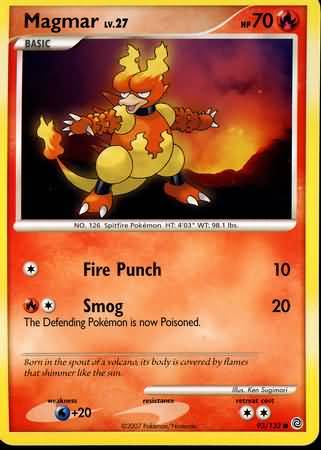 Magmar LV.27 HP 70
BASIC
NO. 126 Spitfire Pokémon HT: 4'03" WT: 98.1 lbs.
Fire Punch 10
Smog 20
The Defending Pokémon is now Poisoned.
Born in the spout of a volcano, its body is covered by flames
that shimmer like the sun.
Illus. Ken Sugimori
weakness resistance retreat cost
+20
©2007 Pokémon/Nintendo
93/132